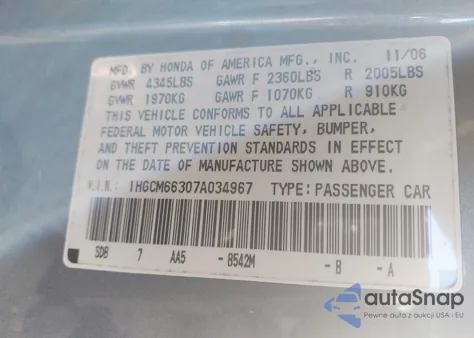 MFD. BY HONDA OF AMERICA MFG., INC. 11/06
GVWR 4345LBS GAWR F 2360LBS R 2005LBS
GVWR 1970KG GAWR F 1070KG R 910KG
THIS VEHICLE CONFORMS TO ALL APPLICABLE
FEDERAL MOTOR VEHICLE SAFETY, BUMPER,
AND THEFT PREVENTION STANDARDS IN EFFECT
ON THE DATE OF MANUFACTURE SHOWN ABOVE.
V.I.N.: 1HGCM66307A034967 TYPE: PASSENGER CAR
SDB 7 AA5 - B542M - B - A
autoSnap
Pewne auta z aukcji USA i EU